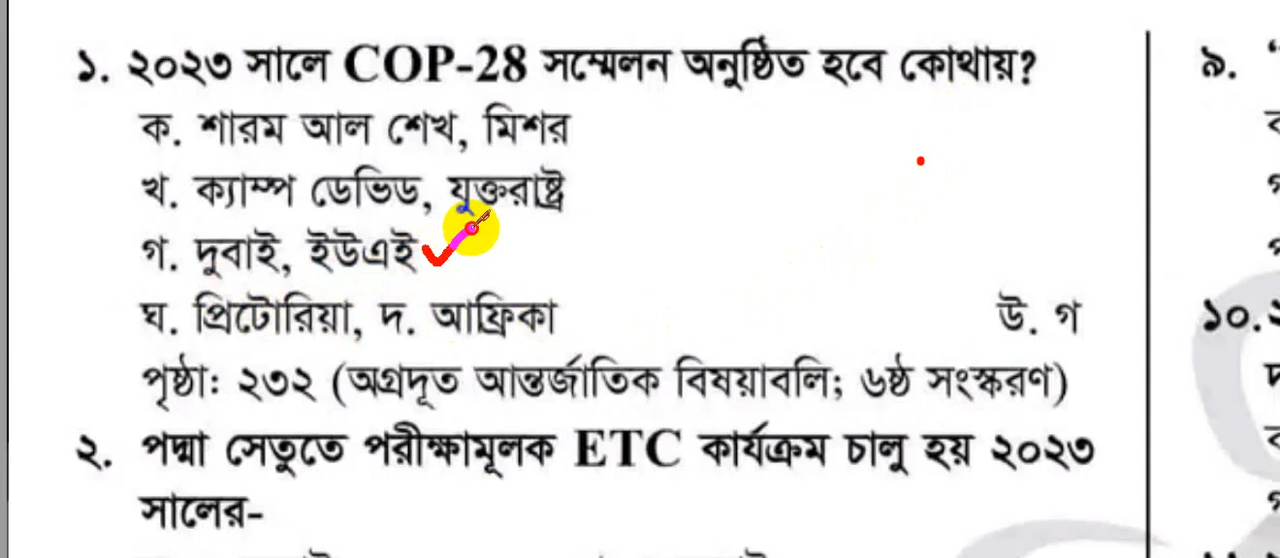 ১. ২০২৩ সালে COP-28 সম্মেলন অনুষ্ঠিত হবে কোথায়?
ক. শারম আল শেখ, মিশর
খ. ক্যাম্প ডেভিড, যুক্তরাষ্ট্র
গ. দুবাই, ইউএই
ঘ. প্রিটোরিয়া, দ. আফ্রিকা উ. গ
পৃষ্ঠা: ২৩২ (অগ্রদূত আন্তর্জাতিক বিষয়াবলি; ৬ষ্ঠ সংস্করণ)
২. পদ্মা সেতুতে পরীক্ষামূলক ETC কার্যক্রম চালু হয় ২০২৩
সালের-
৯.
১০.